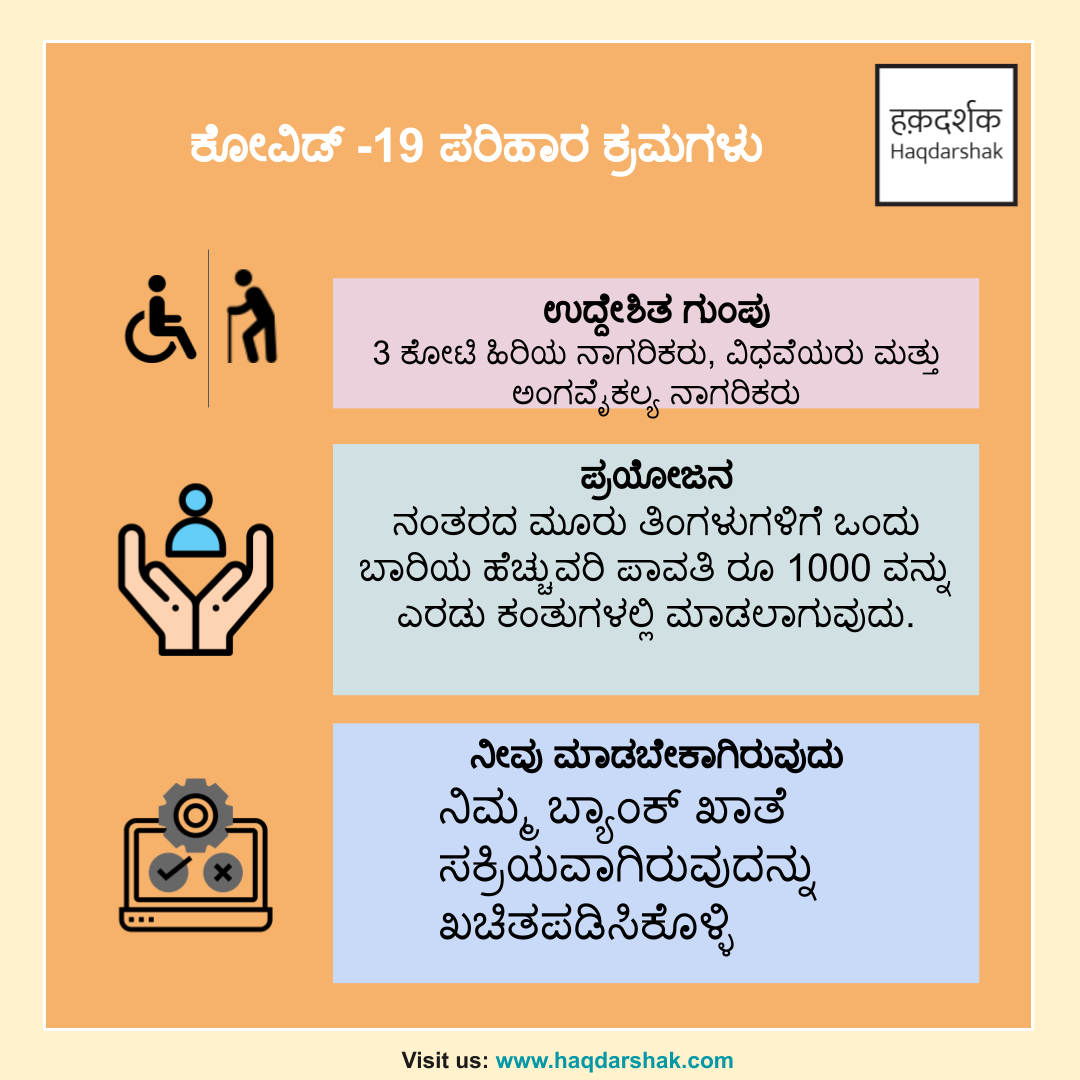 ಕೋವಿಡ್ -19 ಪರಿಹಾರ ಕ್ರಮಗಳು
हक़दर्शक
Haqdarshak
ಉದ್ದೇಶಿತ ಗುಂಪು
3 ಕೋಟಿ ಹಿರಿಯ ನಾಗರಿಕರು, ವಿಧವೆಯರು ಮತ್ತು
ಅಂಗವೈಕಲ್ಯ ನಾಗರಿಕರು
ಪ್ರಯೋಜನ
ನಂತರದ ಮೂರು ತಿಂಗಳುಗಳಿಗೆ ಒಂದು
ಬಾರಿಯ ಹೆಚ್ಚುವರಿ ಪಾವತಿ ರೂ 1000 ವನ್ನು
ಎರಡು ಕಂತುಗಳಲ್ಲಿ ಮಾಡಲಾಗುವುದು.
ನೀವು ಮಾಡಬೇಕಾಗಿರುವುದು
ನಿಮ್ಮ ಬ್ಯಾಂಕ್ ಖಾತೆ
ಸಕ್ರಿಯವಾಗಿರುವುದನ್ನು
ಖಚಿತಪಡಿಸಿಕೊಳ್ಳಿ
Visit us: www.haqdarshak.com